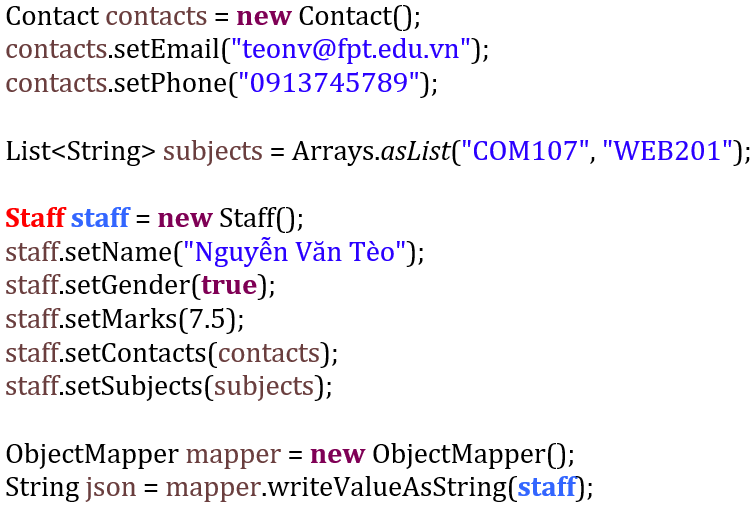 Contact contacts = new Contact();
contacts.setEmail("teonv@fpt.edu.vn");
contacts.setPhone("0913745789");
List<String> subjects = Arrays.asList("COM107", "WEB201");
Staff staff = new Staff();
staff.setName("Nguyễn Văn Tèo");
staff.setGender(true);
staff.setMarks(7.5);
staff.setContacts(contacts);
staff.setSubjects(subjects);
ObjectMapper mapper = new ObjectMapper();
String json = mapper.writeValueAsString(staff);